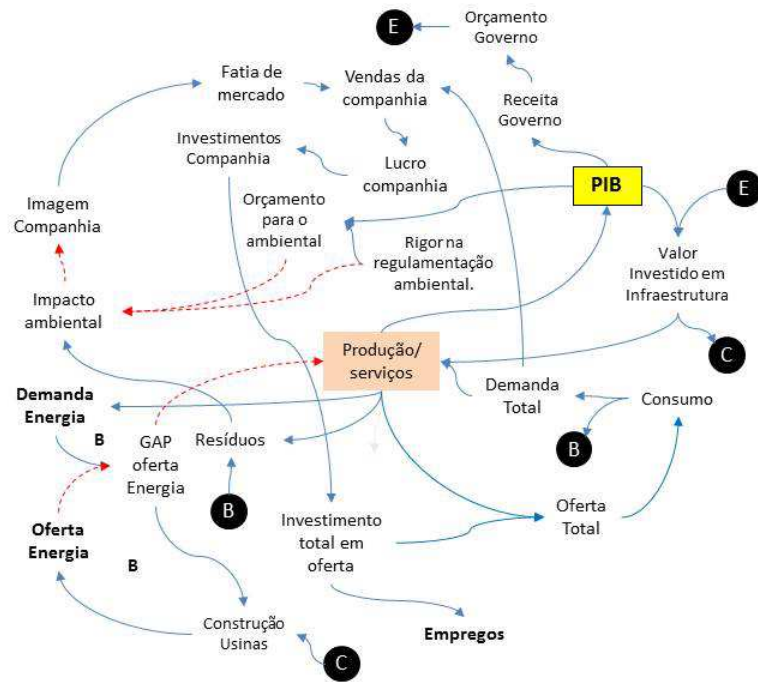 E
Orçamento
Governo
Fatia de
mercado
Vendas da
companhia
Receita
Governo
Investimentos
Companhia
Lucro
companhia
PIB
E
Imagem
Companhia
Orçamento
para o
ambiental
Rigor na
regulamentação
ambiental.
Valor
Investido em
Infraestrutura
Impacto
ambiental
C
Produção/
serviços
Demanda
Energia
Demanda
Total
Consumo
B
GAP
oferta
Energia
Resíduos
B
B
Oferta
Energia
Investimento
total em
oferta
Oferta
Total
B
Construção
Usinas
Empregos
C